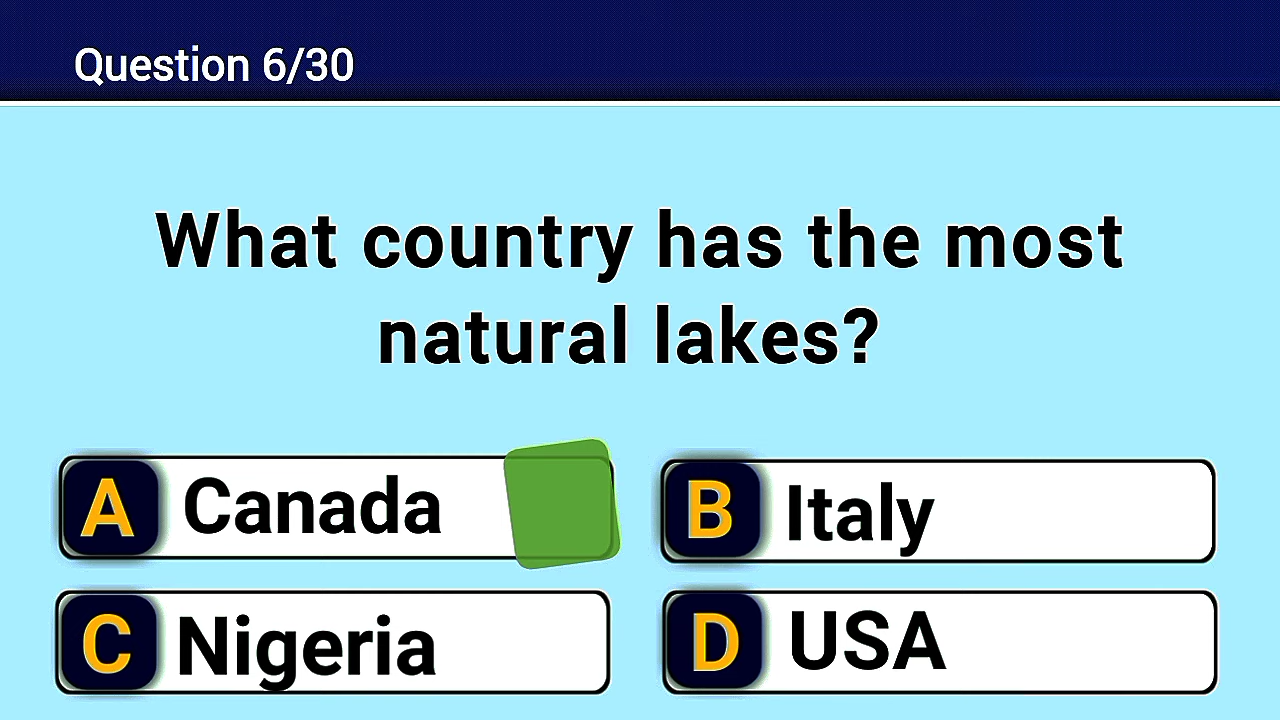 Question 6/30
What country has the most
natural lakes?
A Canada
B Italy
C Nigeria
D USA